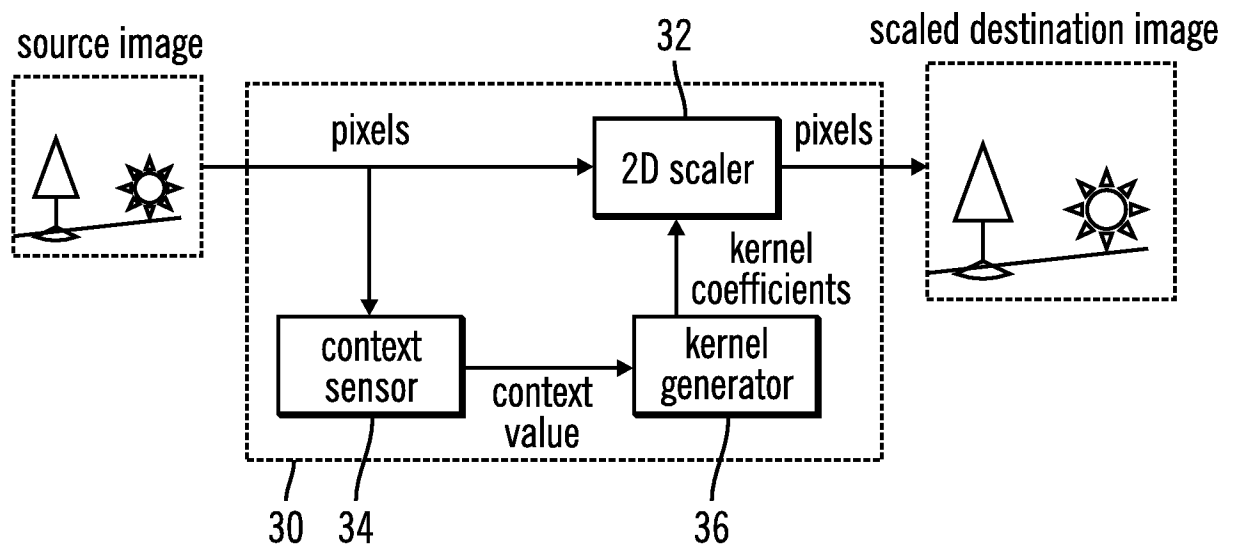 source image
32
scaled destination image
pixels
2D scaler
pixels
kernel
coefficients
context
sensor
context
value
kernel
generator
30
34
36